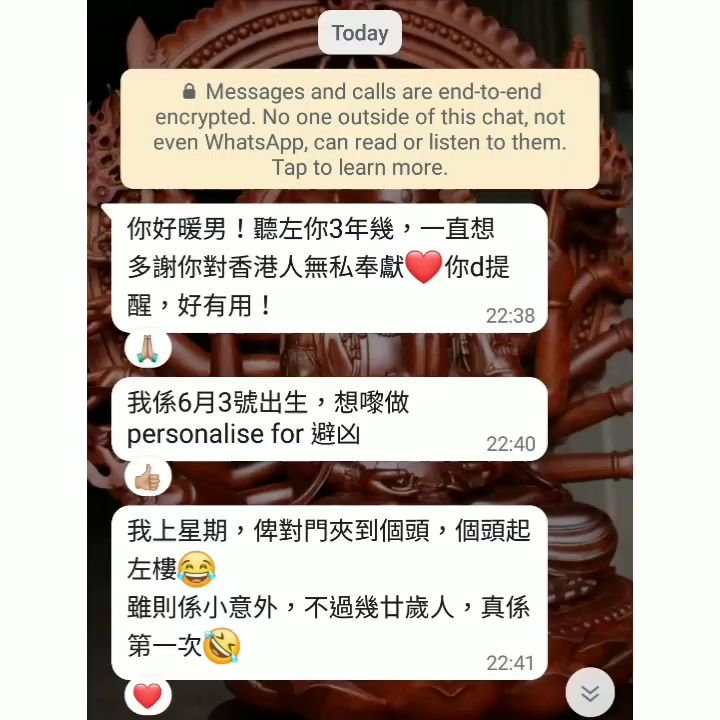 Today
🔒 Messages and calls are end-to-end
encrypted. No one outside of this chat, not
even WhatsApp, can read or listen to them.
Tap to learn more.
你好暖男！聽左你3年幾，一直想
多謝你對香港人無私奉獻❤️你d提
醒，好有用！
22:38
我係6月3號出生，想嚟做
personalise for 避凶
22:40
我上星期，俾對門夾到個頭，個頭起
左樓😂
雖則係小意外，不過幾廿歲人，真係
第一次🤣
22:41